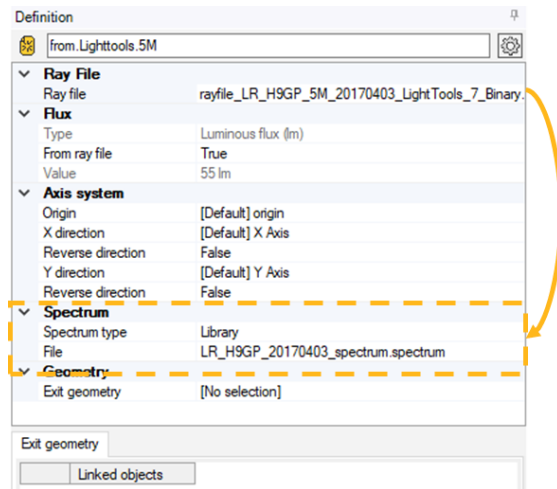 Definition
from.Lighttools.5M
Ray File
Ray file rayfile_LR_H9GP_5M_20170403_LightTools_7_Binary.
Flux
Type Luminous flux (lm)
From ray file True
Value 55 lm
Axis system
Origin [Default] origin
X direction [Default] X Axis
Reverse direction False
Y direction [Default] Y Axis
Reverse direction False
Spectrum
Spectrum type Library
File LR_H9GP_20170403_spectrum.spectrum
Geometry
Exit geometry [No selection]
Exit geometry
Linked objects